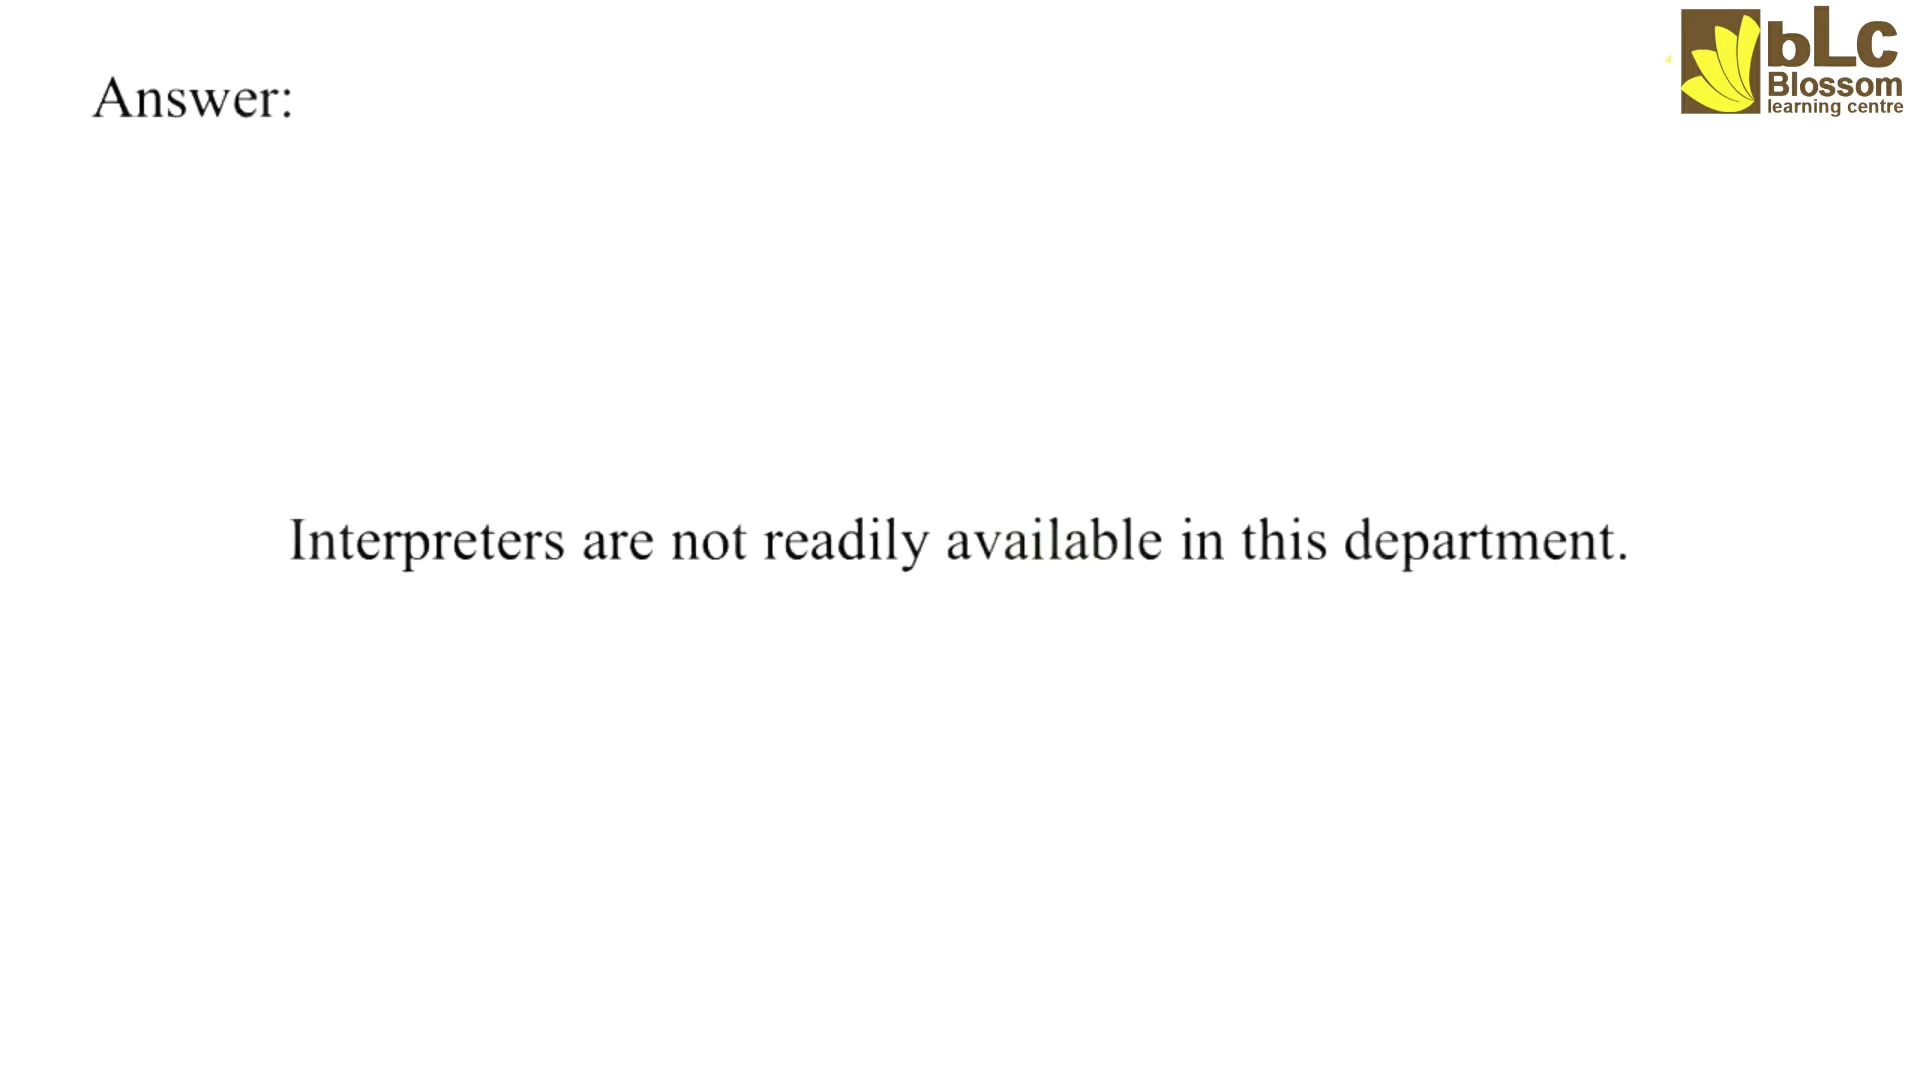 bLc
Blossom
learning centre
Answer:
Interpreters are not readily available in this department.